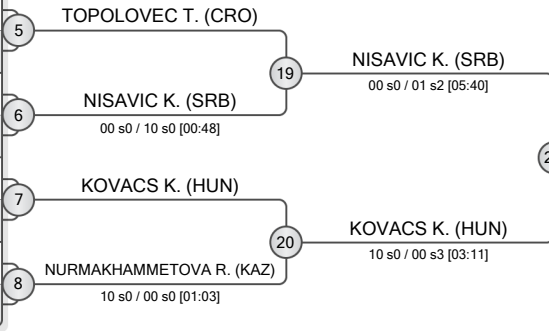 5
TOPOLOVEC T. (CRO)
19
NISAVIC K. (SRB)
00 s0 / 01 s2 [05:40]
6
NISAVIC K. (SRB)
00 s0 / 10 s0 [00:48]
7
KOVACS K. (HUN)
20
KOVACS K. (HUN)
10 s0 / 00 s3 [03:11]
8
NURMAKHAMMETOVA R. (KAZ)
10 s0 / 00 s0 [01:03]